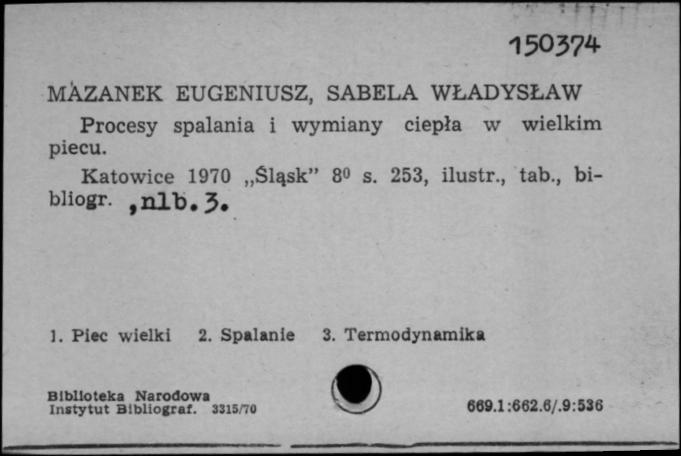 150374
MAZANEK EUGENIUSZ, SABELA WŁADYSŁAW
Procesy spalania i wymiany ciepła w wielkim
piecu.
Katowice 1970 „Śląsk” 8⁰ s. 253, ilustr., tab., bi-
bliogr. ,nlb.3.
1. Piec wielki 2. Spalanie 3. Termodynamika
Biblioteka Narodowa
Instytut Bibliograf. 3315/70
669.1:662.6/.9:536